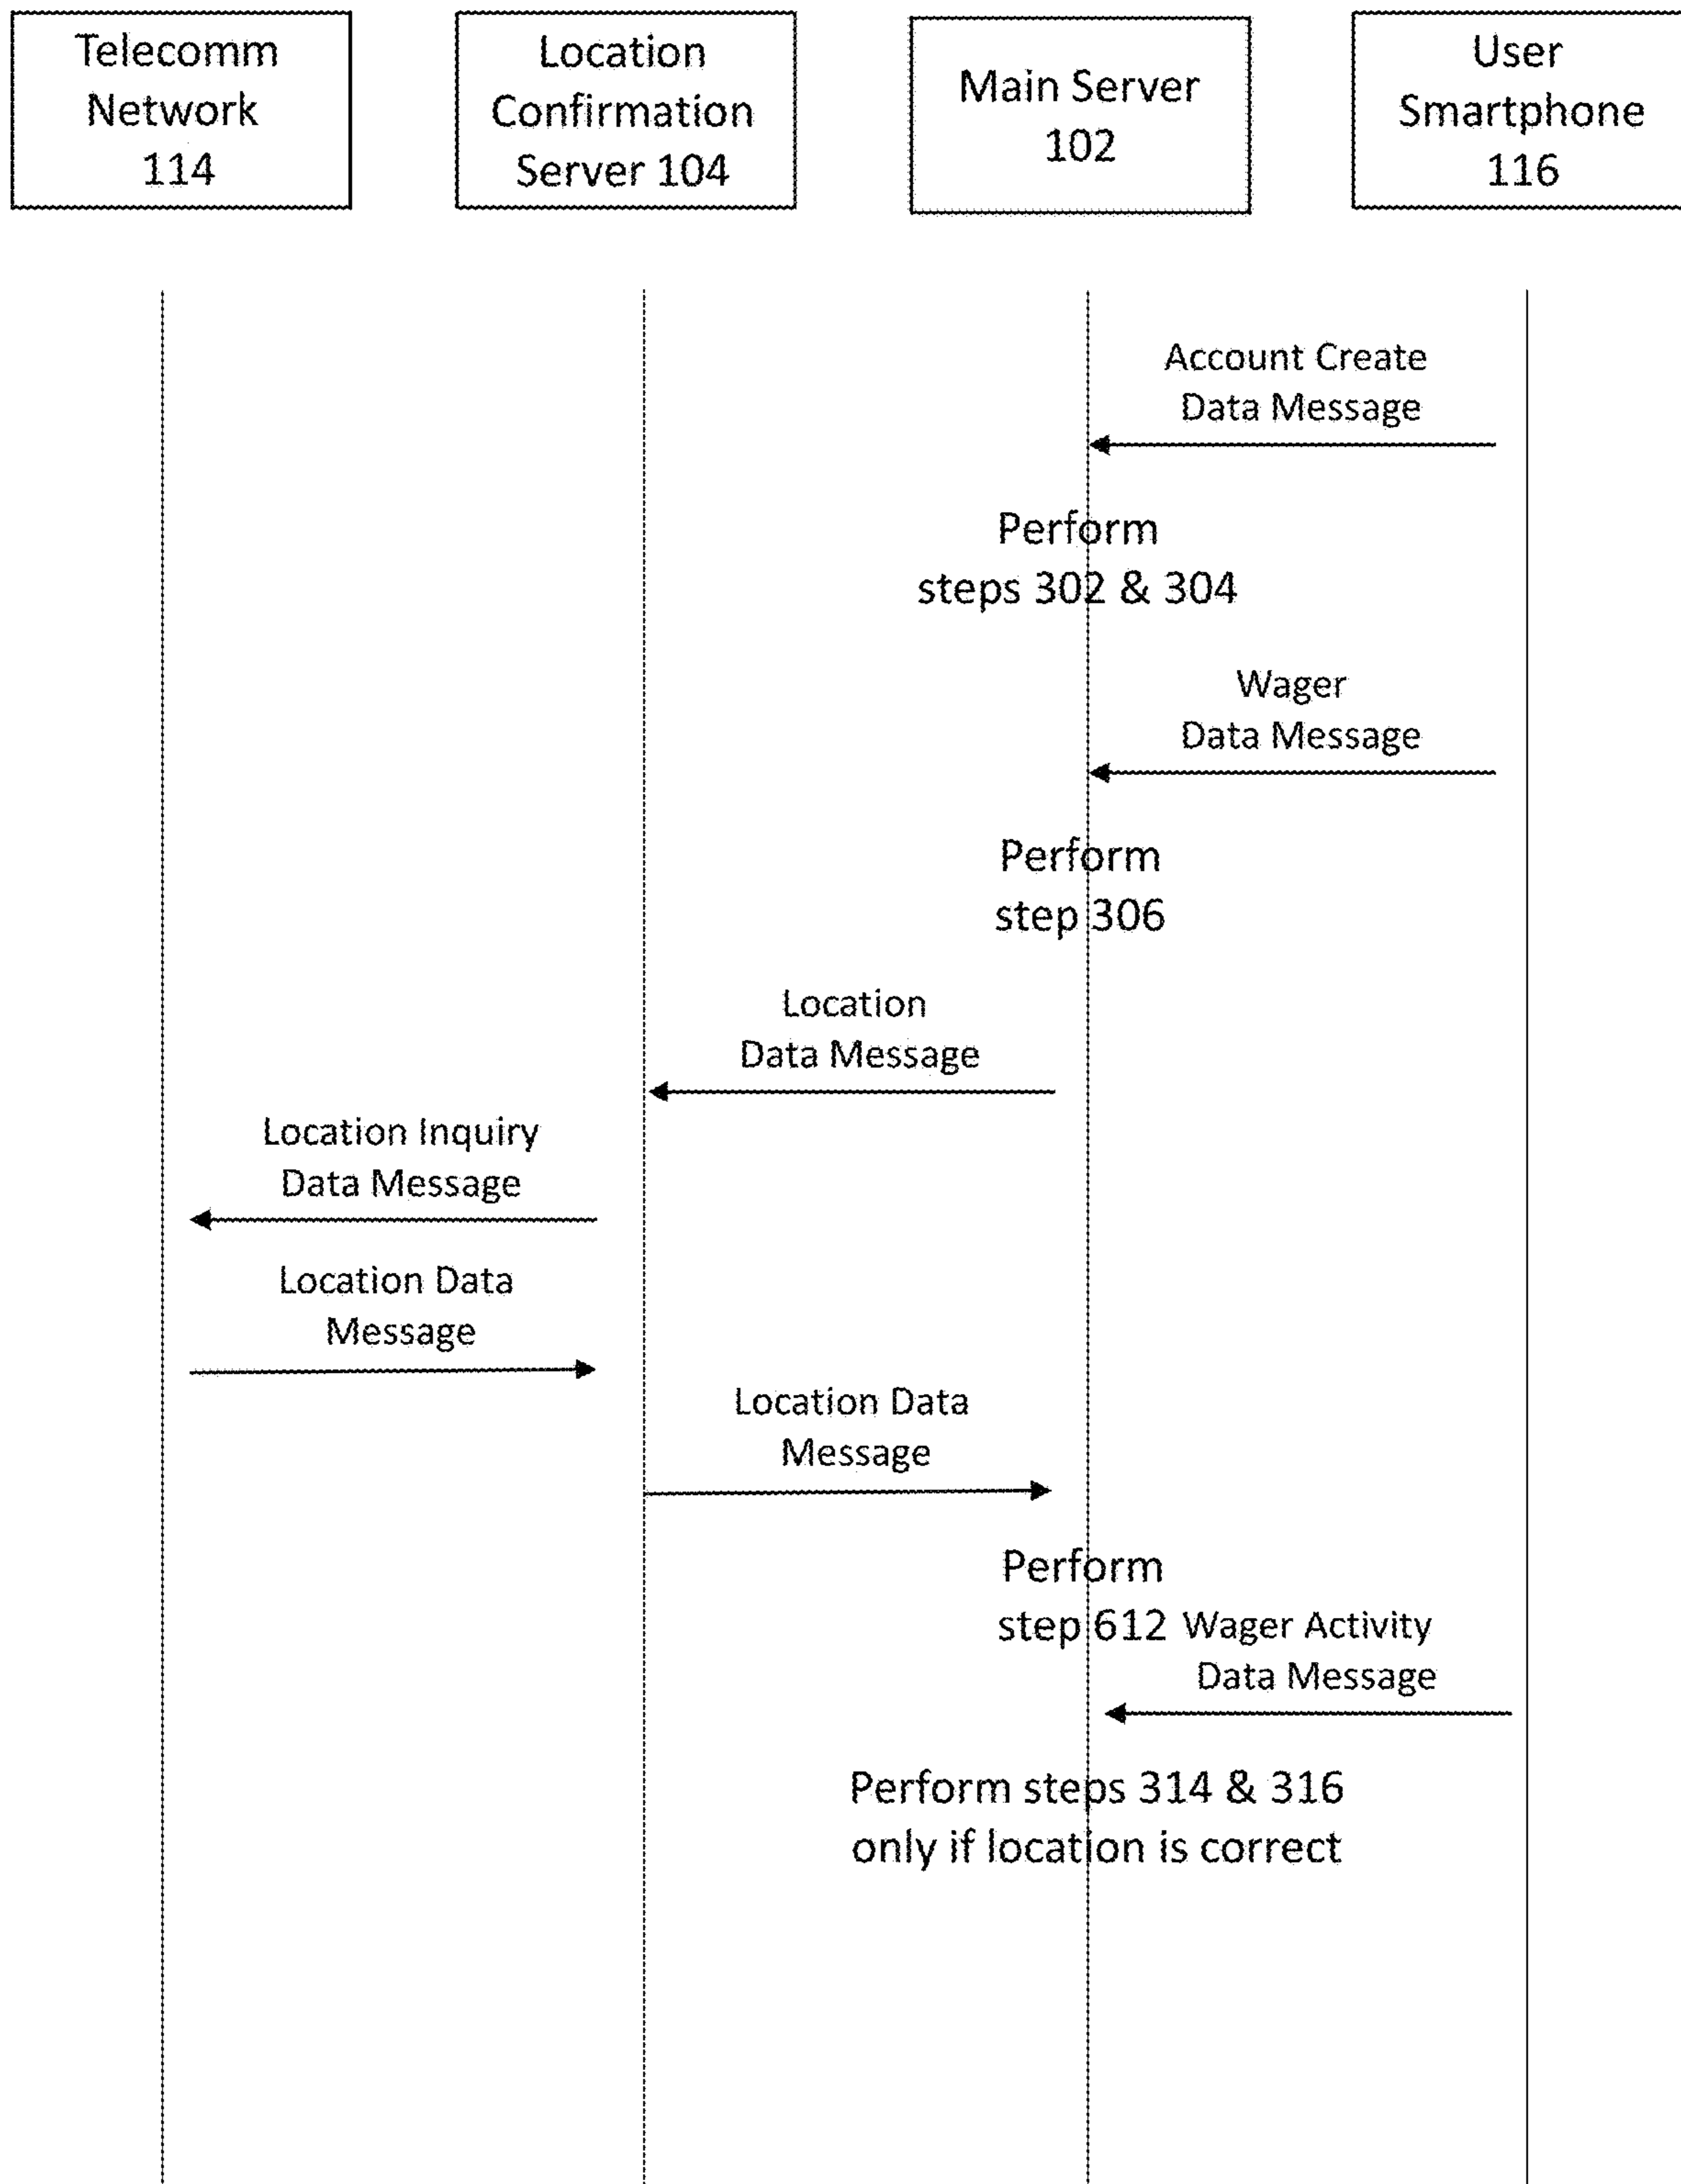 Telecomm
Network
114
Location
Confirmation
Server 104
Main Server
102
User
Smartphone
116
Account Create
Data Message
Perform
steps 302 & 304
Wager
Data Message
Perform
step 306
Location
Data Message
Location Inquiry
Data Message
Location Data
Message
Location Data
Message
Perform
step 612
Wager Activity
Data Message
Perform steps 314 & 316
only if location is correct